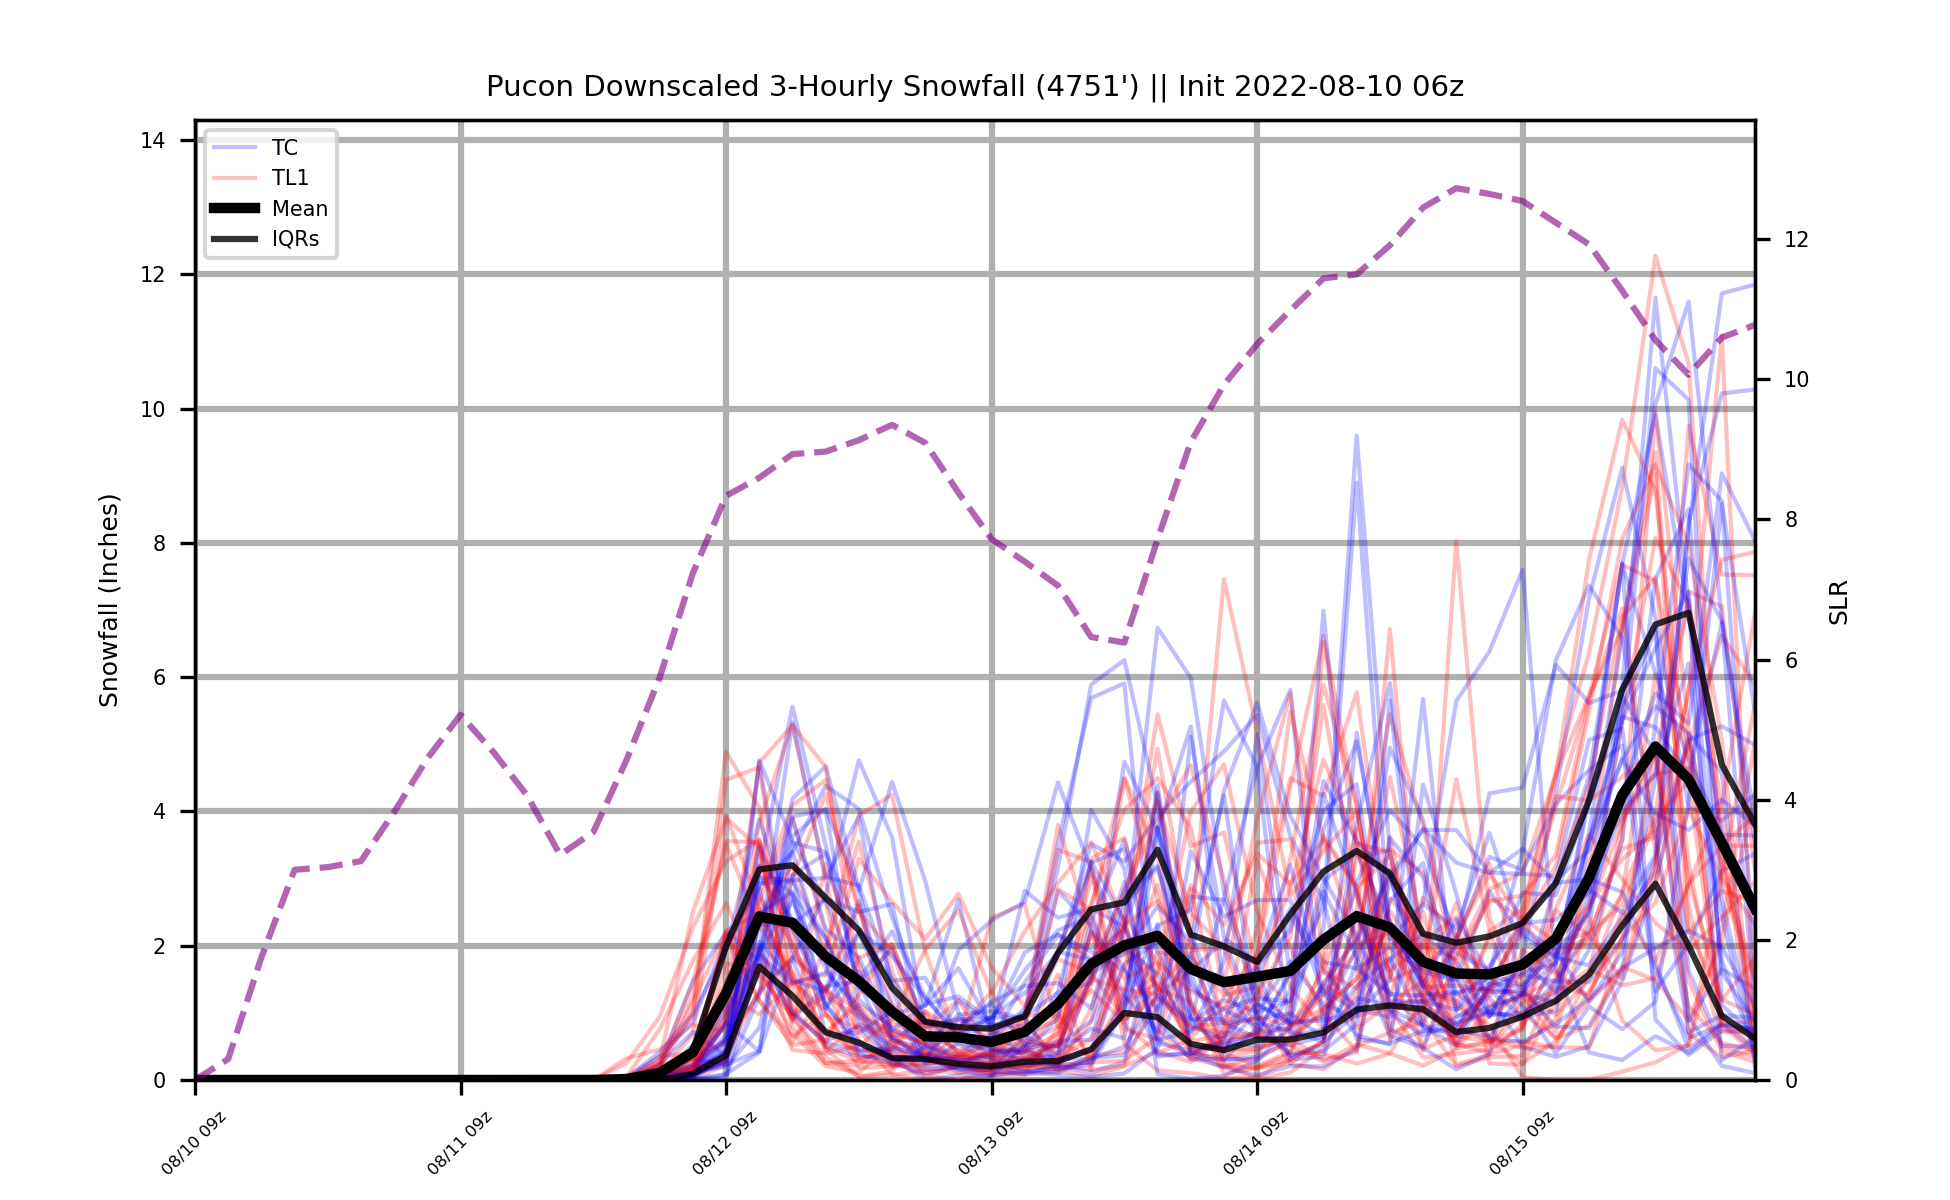 Pucon Downscaled 3-Hourly Snowfall (4751') || Init 2022-08-10 06z
TC
TL1
Mean
IQRs
14
12
10
8
6
4
2
0
Snowfall (Inches)
12
10
8
6
4
2
0
SLR
08/10 09z
08/11 09z
08/12 09z
08/13 09z
08/14 09z
08/15 09z